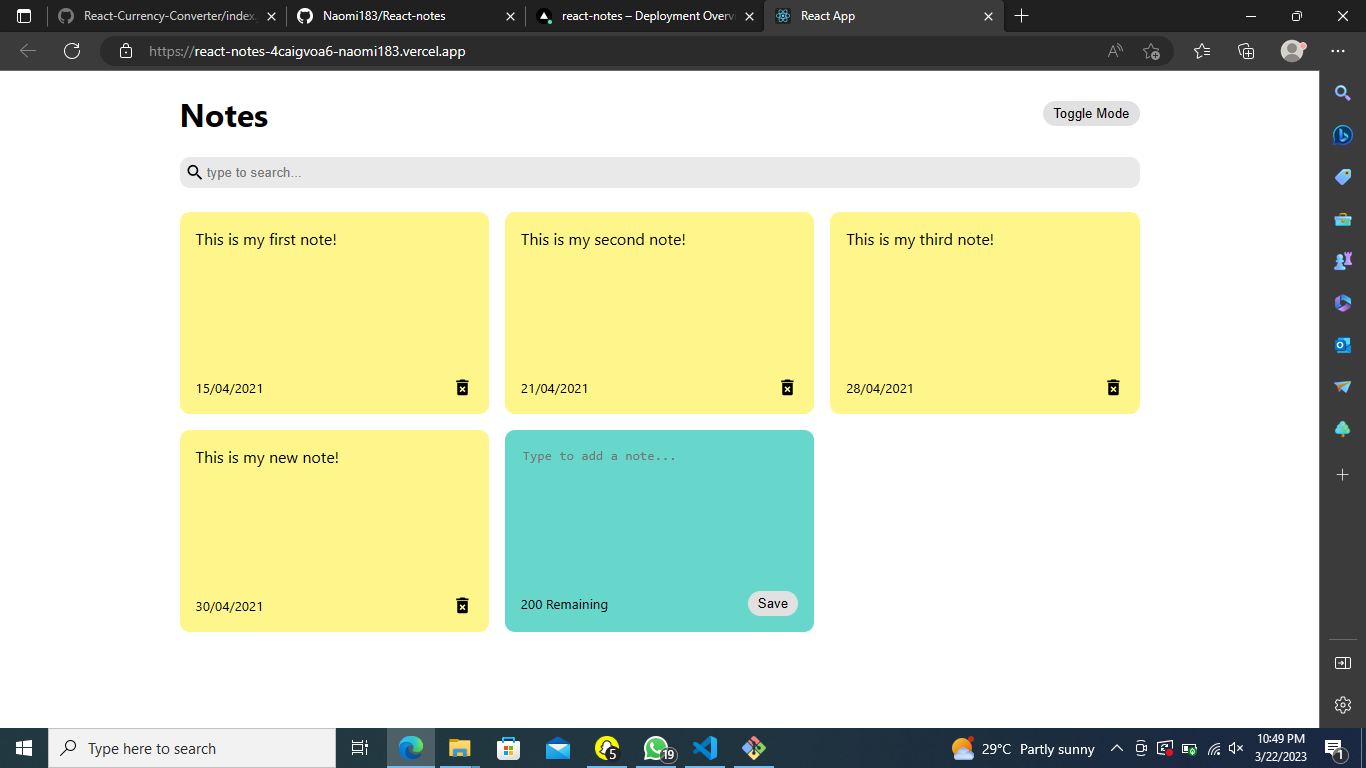 React-Currency-Converter/index.
Naomi183/React-notes
react-notes – Deployment Overv
React App
https://react-notes-4caigvoa6-naomi183.vercel.app
Notes
Toggle Mode
type to search...
This is my first note!
This is my second note!
This is my third note!
15/04/2021
21/04/2021
28/04/2021
This is my new note!
Type to add a note...
30/04/2021
200 Remaining
Save
Type here to search
5
19
29°C Partly sunny
10:49 PM
3/22/2023
1